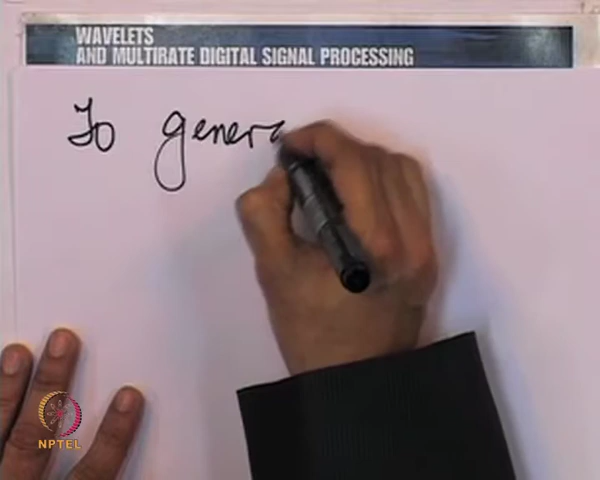 WAVELETS
AND MULTIRATE DIGITAL SIGNAL PROCESSING
To genera
NPTEL